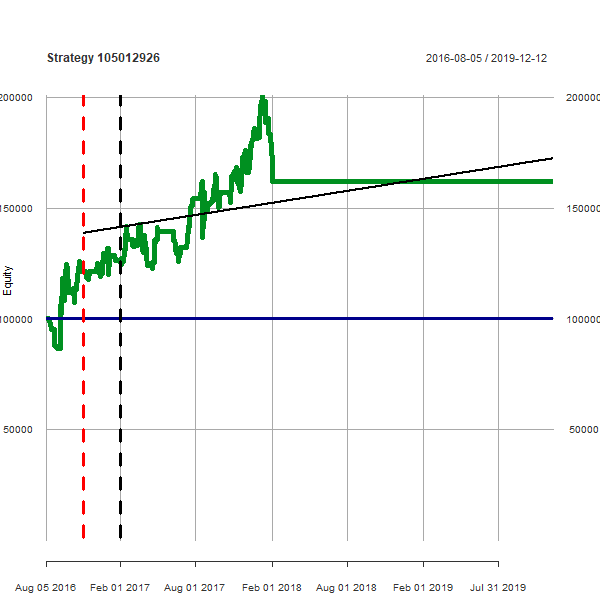 Strategy 105012926 2016-08-05 / 2019-12-12
200000 200000
150000 150000
Equity
100000 100000
50000 50000
Aug 05 2016 Feb 01 2017 Aug 01 2017 Feb 01 2018 Aug 01 2018 Feb 01 2019 Jul 31 2019